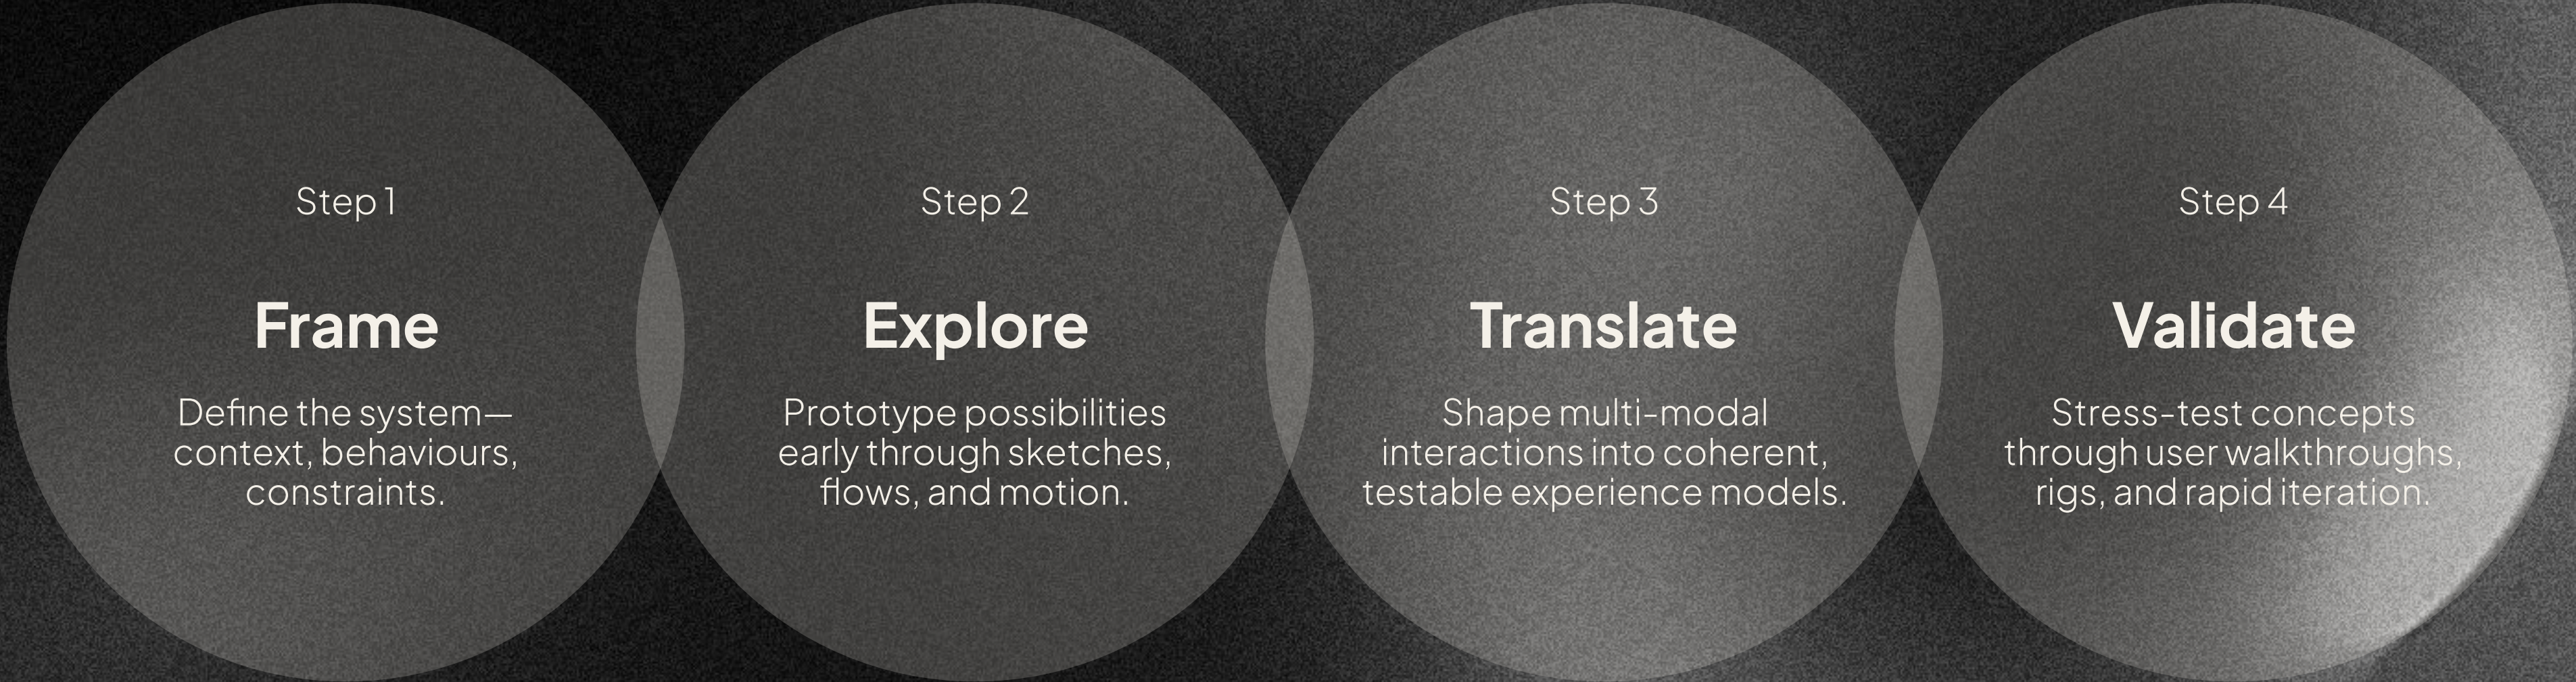 Step 1
Frame
Define the system—
context, behaviours,
constraints.
Step 2
Explore
Prototype possibilities
early through sketches,
flows, and motion.
Step 3
Translate
Shape multi-modal
interactions into coherent,
testable experience models.
Step 4
Validate
Stress-test concepts
through user walkthroughs,
rigs, and rapid iteration.